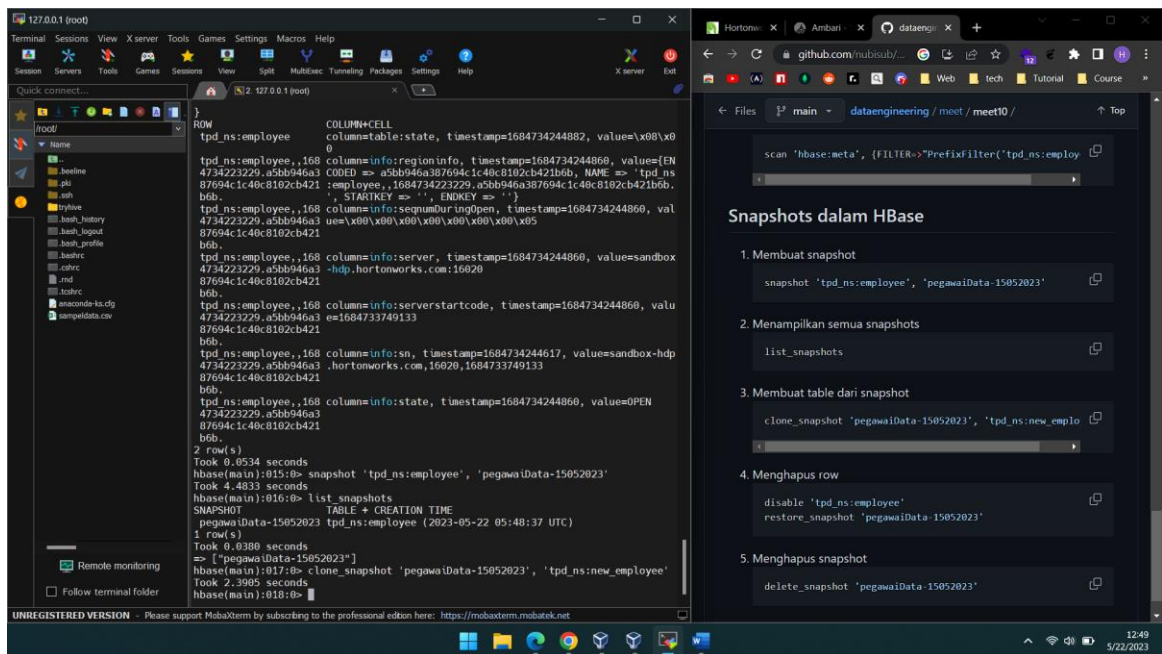 127.0.0.1 (root)
Terminal Sessions View X server Tools Games Settings Macros Help
Session Servers Tools Games Sessions View Split MultiExec Tunneling Packages Settings Help X server Exit
Quick connect...
2. 127.0.0.1 (root)
/root/
Name
..
.beeline
.pki
.ssh
tryhive
.bash_history
.bash_logout
.bash_profile
.bashrc
.cshrc
.rnd
.tcshrc
anaconda-ks.cfg
sampeldata.csv
Remote monitoring
Follow terminal folder
}
ROW COLUMN+CELL
tpd_ns:employee column=table:state, timestamp=1684734244882, value=\x08\x0
0
tpd_ns:employee,,168 column=info:regioninfo, timestamp=1684734244860, value={EN
4734223229.a5bb946a3 CODED => a5bb946a387694c1c40c8102cb421b6b, NAME => 'tpd_ns
87694c1c40c8102cb421 :employee,,1684734223229.a5bb946a387694c1c40c8102cb421b6b.
b6b. ', STARTKEY => '', ENDKEY => ''}
tpd_ns:employee,,168 column=info:seqnumDuringOpen, timestamp=1684734244860, val
4734223229.a5bb946a3 ue=\x00\x00\x00\x00\x00\x00\x00\x05
87694c1c40c8102cb421
b6b.
tpd_ns:employee,,168 column=info:server, timestamp=1684734244860, value=sandbox
4734223229.a5bb946a3 -hdp.hortonworks.com:16020
87694c1c40c8102cb421
b6b.
tpd_ns:employee,,168 column=info:serverstartcode, timestamp=1684734244860, valu
4734223229.a5bb946a3 e=1684733749133
87694c1c40c8102cb421
b6b.
tpd_ns:employee,,168 column=info:sn, timestamp=1684734244617, value=sandbox-hdp
4734223229.a5bb946a3 .hortonworks.com,16020,1684733749133
87694c1c40c8102cb421
b6b.
tpd_ns:employee,,168 column=info:state, timestamp=1684734244860, value=OPEN
4734223229.a5bb946a3
87694c1c40c8102cb421
b6b.
2 row(s)
Took 0.0534 seconds
hbase(main):015:0> snapshot 'tpd_ns:employee', 'pegawaiData-15052023'
Took 4.4833 seconds
hbase(main):016:0> list_snapshots
SNAPSHOT TABLE + CREATION TIME
pegawaiData-15052023 tpd_ns:employee (2023-05-22 05:48:37 UTC)
1 row(s)
Took 0.0380 seconds
=> ["pegawaiData-15052023"]
hbase(main):017:0> clone_snapshot 'pegawaiData-15052023', 'tpd_ns:new_employee'
Took 2.3905 seconds
hbase(main):018:0>
UNREGISTERED VERSION - Please support MobaXterm by subscribing to the professional edition here: https://mobaxterm.mobatek.net
Hortonwo Ambari - dataengin
github.com/nubisub/...
Web tech Tutorial Course »
Files main dataengineering / meet / meet10 / Top
scan 'hbase:meta', {FILTER=>"PrefixFilter('tpd_ns:employ
Snapshots dalam HBase
1. Membuat snapshot
snapshot 'tpd_ns:employee', 'pegawaiData-15052023'
2. Menampilkan semua snapshots
list_snapshots
3. Membuat table dari snapshot
clone_snapshot 'pegawaiData-15052023', 'tpd_ns:new_emplo
4. Menghapus row
disable 'tpd_ns:employee'
restore_snapshot 'pegawaiData-15052023'
5. Menghapus snapshot
delete_snapshot 'pegawaiData-15052023'
12:49
5/22/2023